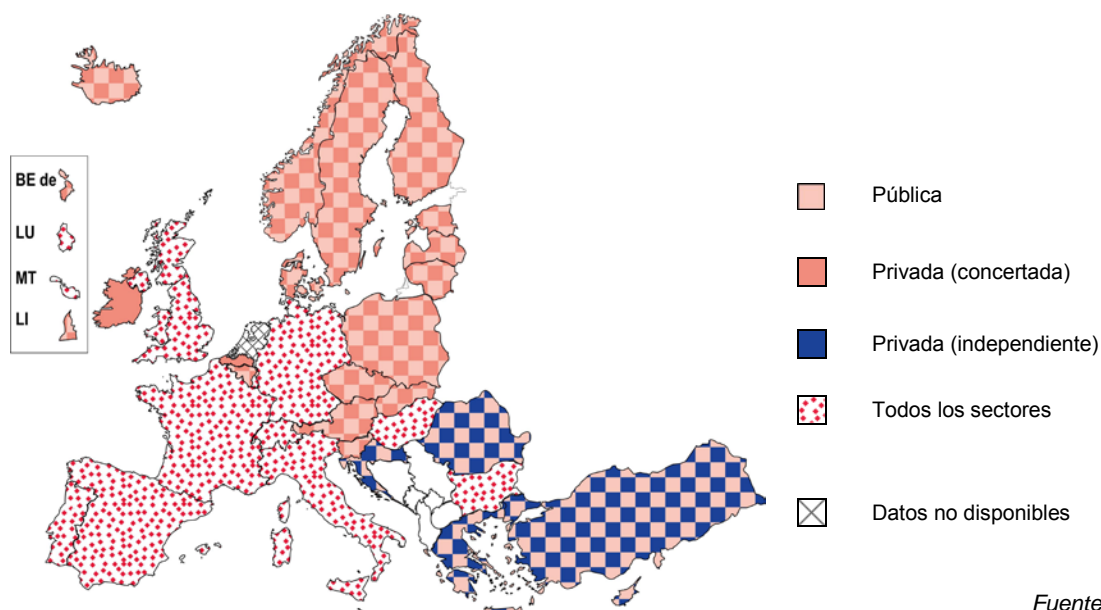 BE de
LU
MT
LI
Pública
Privada (concertada)
Privada (independiente)
Todos los sectores
Datos no disponibles
Fuente